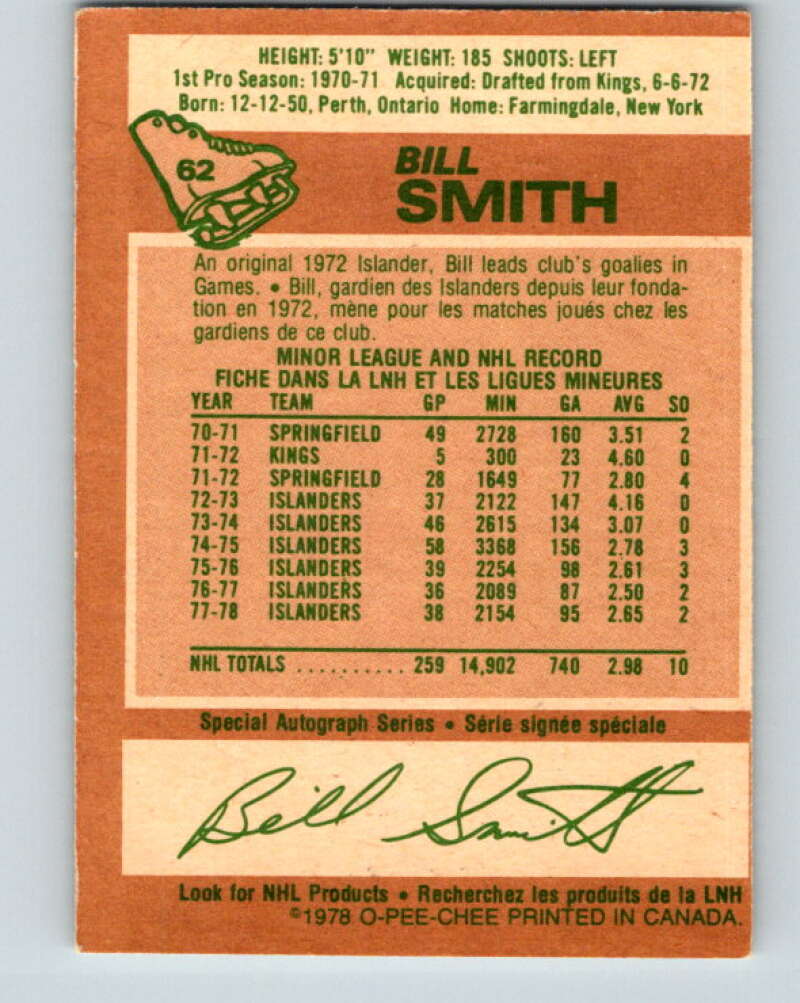 HEIGHT: 5'10" WEIGHT: 185 SHOOTS: LEFT
1st Pro Season: 1970-71 Acquired: Drafted from Kings, 6-6-72
Born: 12-12-50, Perth, Ontario Home: Farmingdale, New York
62
BILL
SMITH
An original 1972 Islander, Bill leads club's goalies in
Games. • Bill, gardien des Islanders depuis leur fonda-
tion en 1972, mène pour les matches joués chez les
gardiens de ce club.
MINOR LEAGUE AND NHL RECORD
FICHE DANS LA LNH ET LES LIGUES MINEURES
YEAR TEAM GP MIN GA AVG SO
70-71 SPRINGFIELD 49 2728 160 3.51 2
71-72 KINGS 5 300 23 4.60 0
71-72 SPRINGFIELD 28 1649 77 2.80 4
72-73 ISLANDERS 37 2122 147 4.16 0
73-74 ISLANDERS 46 2615 134 3.07 0
74-75 ISLANDERS 58 3368 156 2.78 3
75-76 ISLANDERS 39 2254 98 2.61 3
76-77 ISLANDERS 36 2089 87 2.50 2
77-78 ISLANDERS 38 2154 95 2.65 2
NHL TOTALS .......... 259 14,902 740 2.98 10
Special Autograph Series • Série signée spéciale
Bill Smith
Look for NHL Products • Recherchez les produits de la LNH
©1978 O-PEE-CHEE PRINTED IN CANADA.